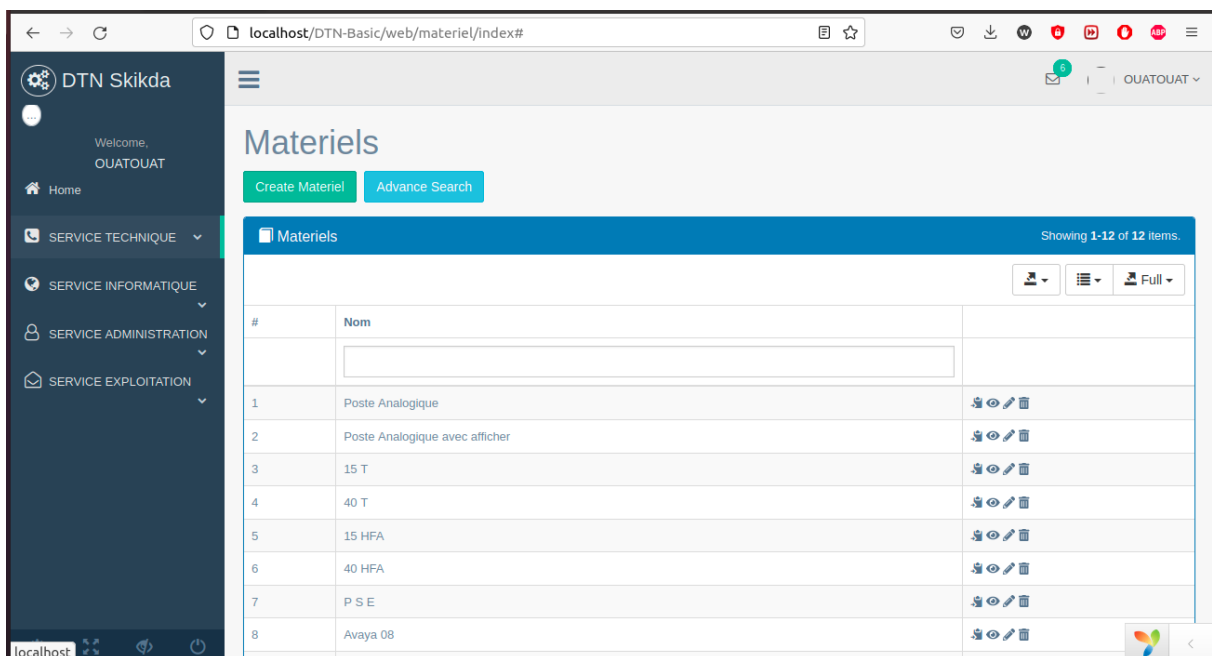 localhost/DTN-Basic/web/materiel/index#
DTN Skikda
6
OUATOUAT
...
Welcome,
OUATOUAT
Home
SERVICE TECHNIQUE
SERVICE INFORMATIQUE
SERVICE ADMINISTRATION
SERVICE EXPLOITATION
Materiels
Create Materiel Advance Search
Materiels Showing 1-12 of 12 items.
Full
# Nom
1 Poste Analogique
2 Poste Analogique avec afficher
3 15 T
4 40 T
5 15 HFA
6 40 HFA
7 P S E
8 Avaya 08
localhost
W
ABP